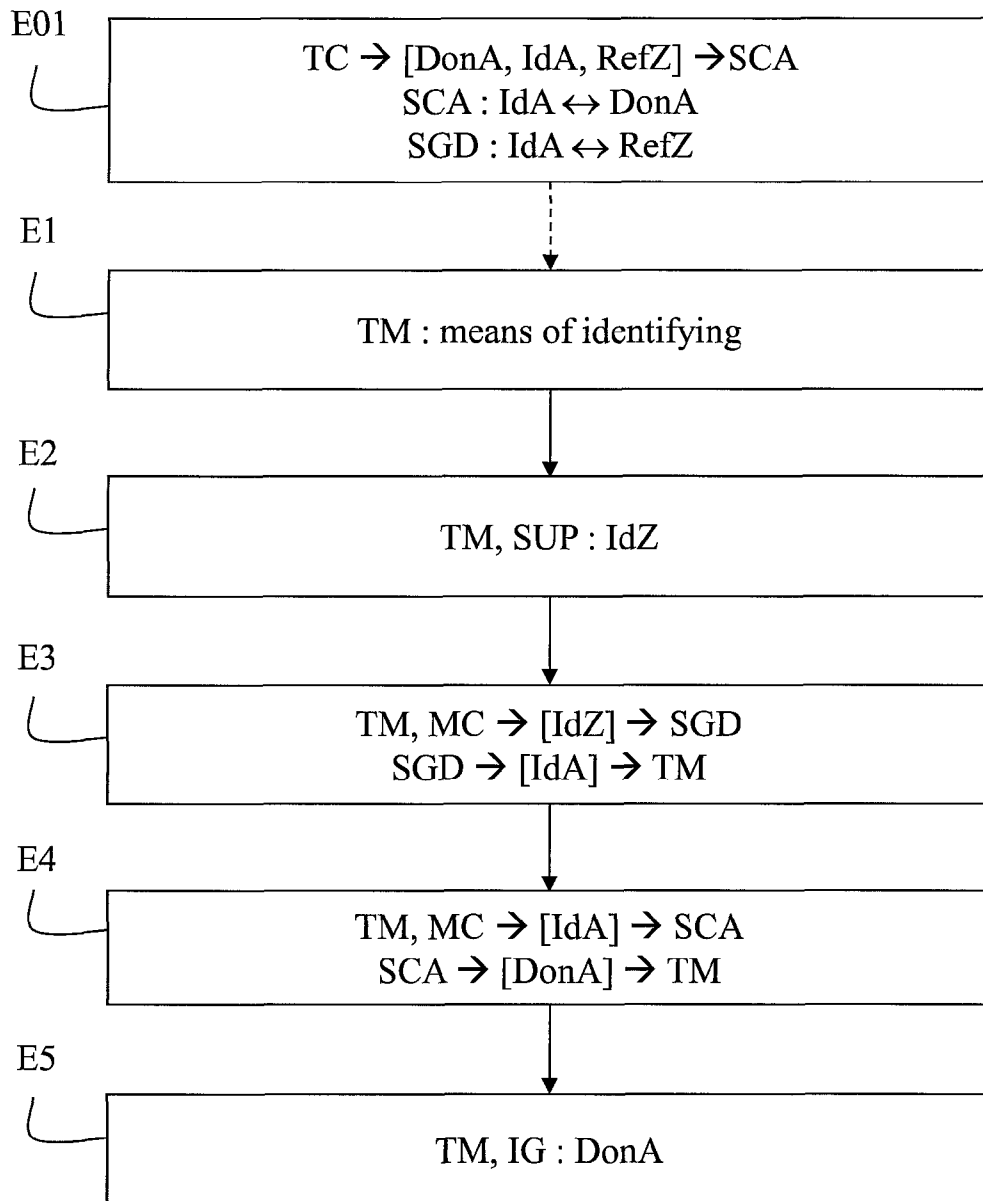 E01
TC → [DonA, IdA, RefZ] → SCA
SCA : IdA ↔ DonA
SGD : IdA ↔ RefZ
E1
TM : means of identifying
E2
TM, SUP : IdZ
E3
TM, MC → [IdZ] → SGD
SGD → [IdA] → TM
E4
TM, MC → [IdA] → SCA
SCA → [DonA] → TM
E5
TM, IG : DonA